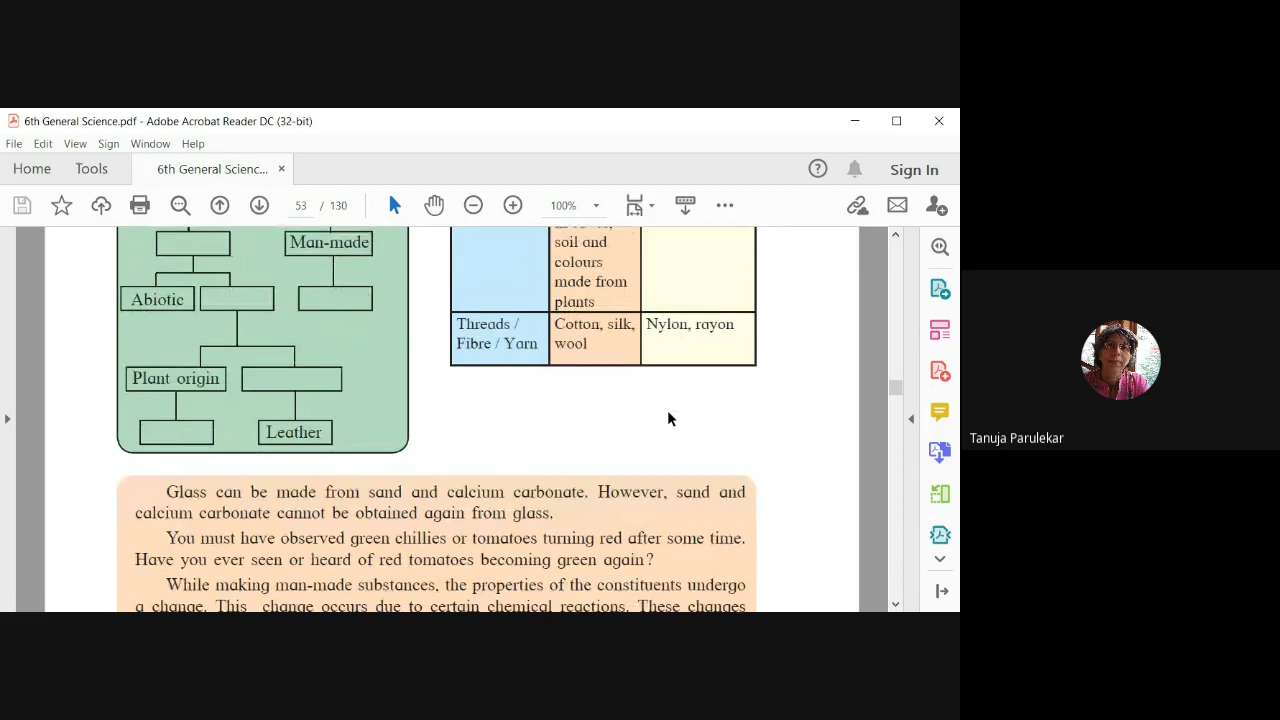 6th General Science.pdf - Adobe Acrobat Reader DC (32-bit)
File Edit View Sign Window Help
Home Tools 6th General Scienc... ×
Sign In
53 / 130 100%
Man-made
Abiotic
Plant origin
Leather
soil and
colours
made from
plants
Threads / Cotton, silk, Nylon, rayon
Fibre / Yarn wool
Glass can be made from sand and calcium carbonate. However, sand and
calcium carbonate cannot be obtained again from glass.
You must have observed green chillies or tomatoes turning red after some time.
Have you ever seen or heard of red tomatoes becoming green again?
While making man-made substances, the properties of the constituents undergo
a change. This change occurs due to certain chemical reactions. These changes
Tanuja Parulekar